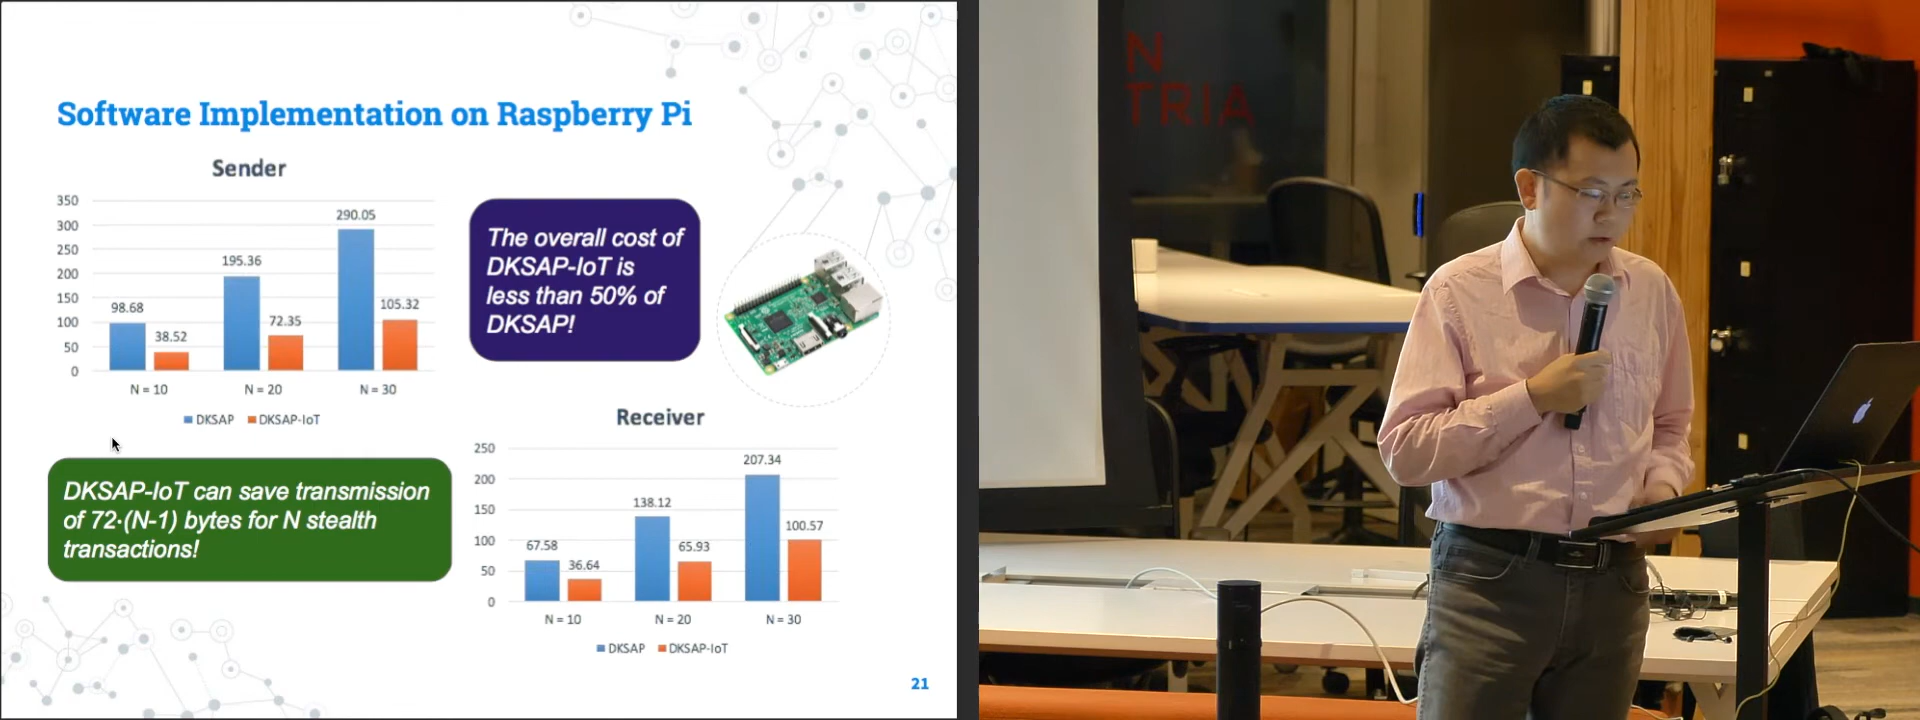 Software Implementation on Raspberry Pi
Sender
350
300
250
200
150
100
50
0
98.68
38.52
195.36
72.35
290.05
105.32
N = 10
N = 20
N = 30
DKSAP
DKSAP-IoT
The overall cost of
DKSAP-IoT is
less than 50% of
DKSAP!
DKSAP-IoT can save transmission
of 72·(N-1) bytes for N stealth
transactions!
Receiver
250
200
150
100
50
0
67.58
36.64
138.12
65.93
207.34
100.57
N = 10
N = 20
N = 30
DKSAP
DKSAP-IoT
21
N
TRIA